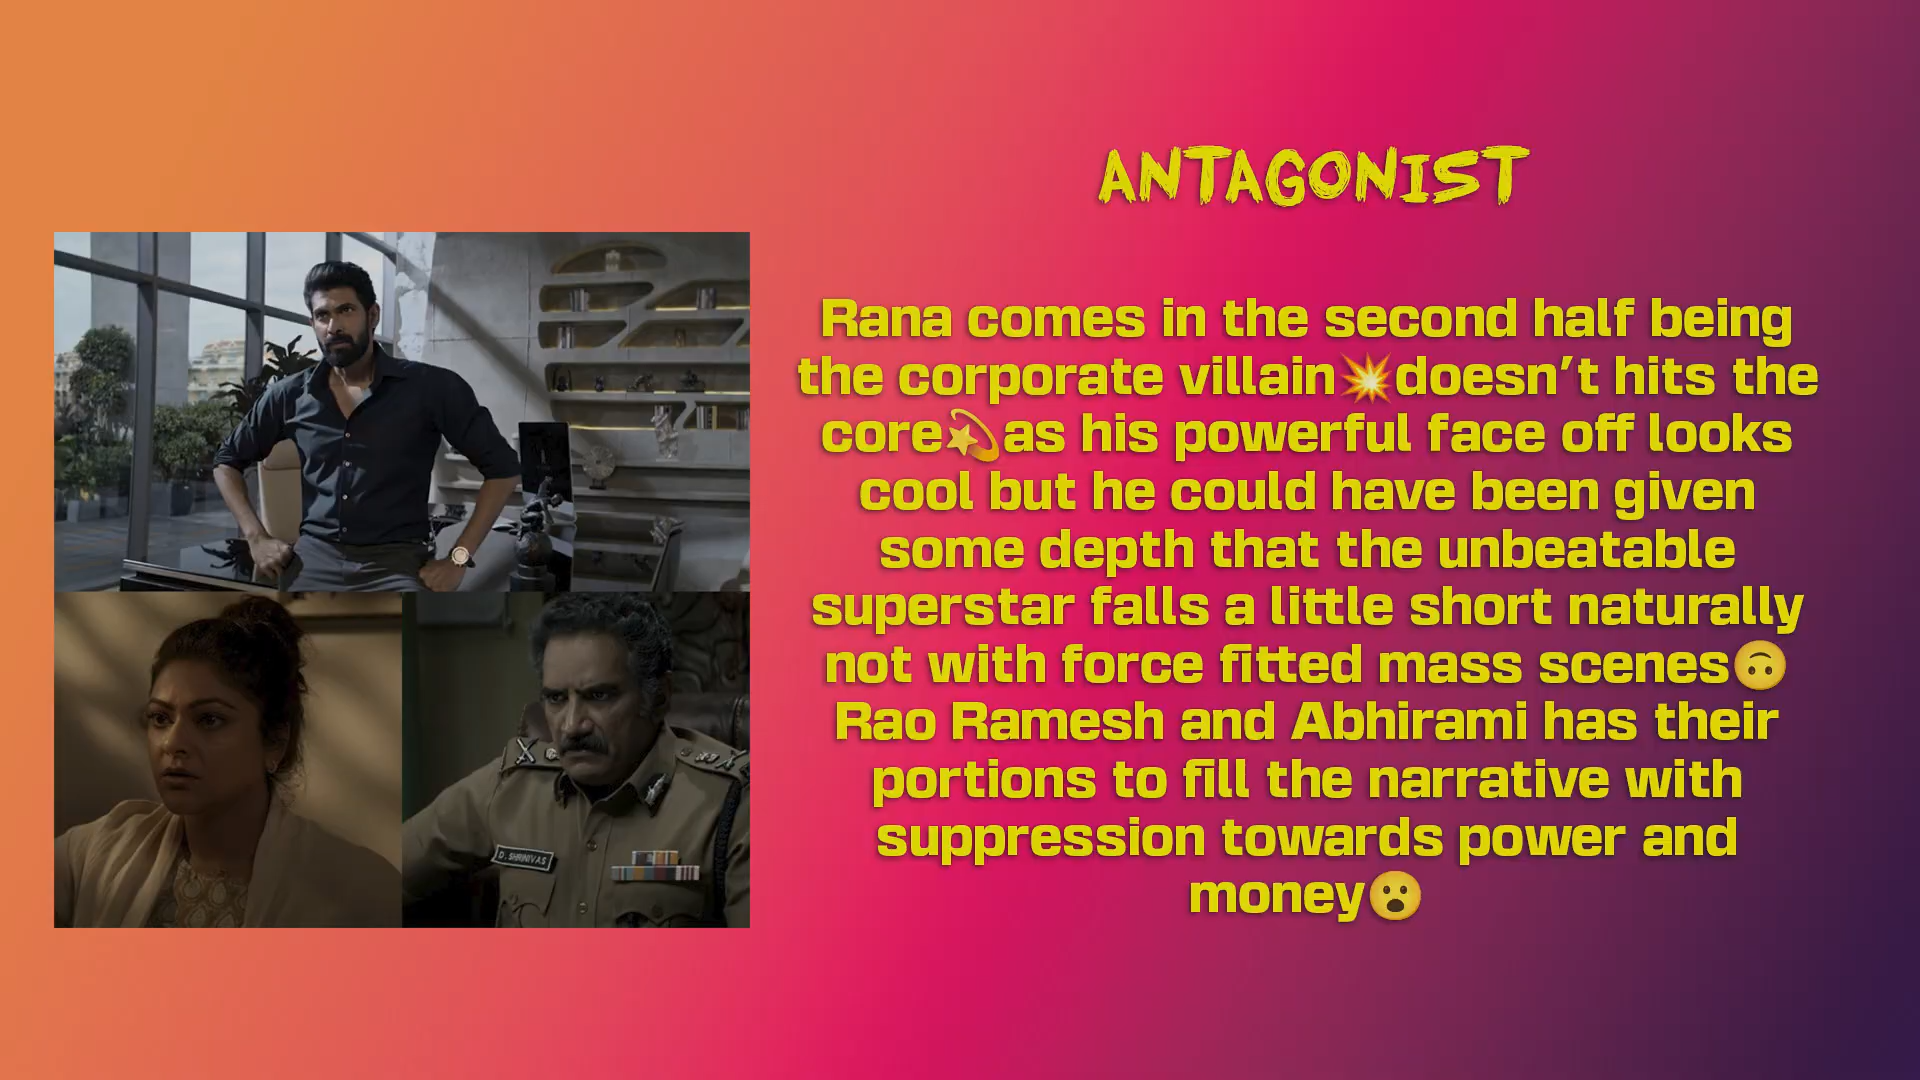 ANTAGONIST
Rana comes in the second half being
the corporate villain💥doesn’t hits the
core💫as his powerful face off looks
cool but he could have been given
some depth that the unbeatable
superstar falls a little short naturally
not with force fitted mass scenes🙃
Rao Ramesh and Abhirami has their
portions to fill the narrative with
suppression towards power and
money😮
D. SHRINIVAS